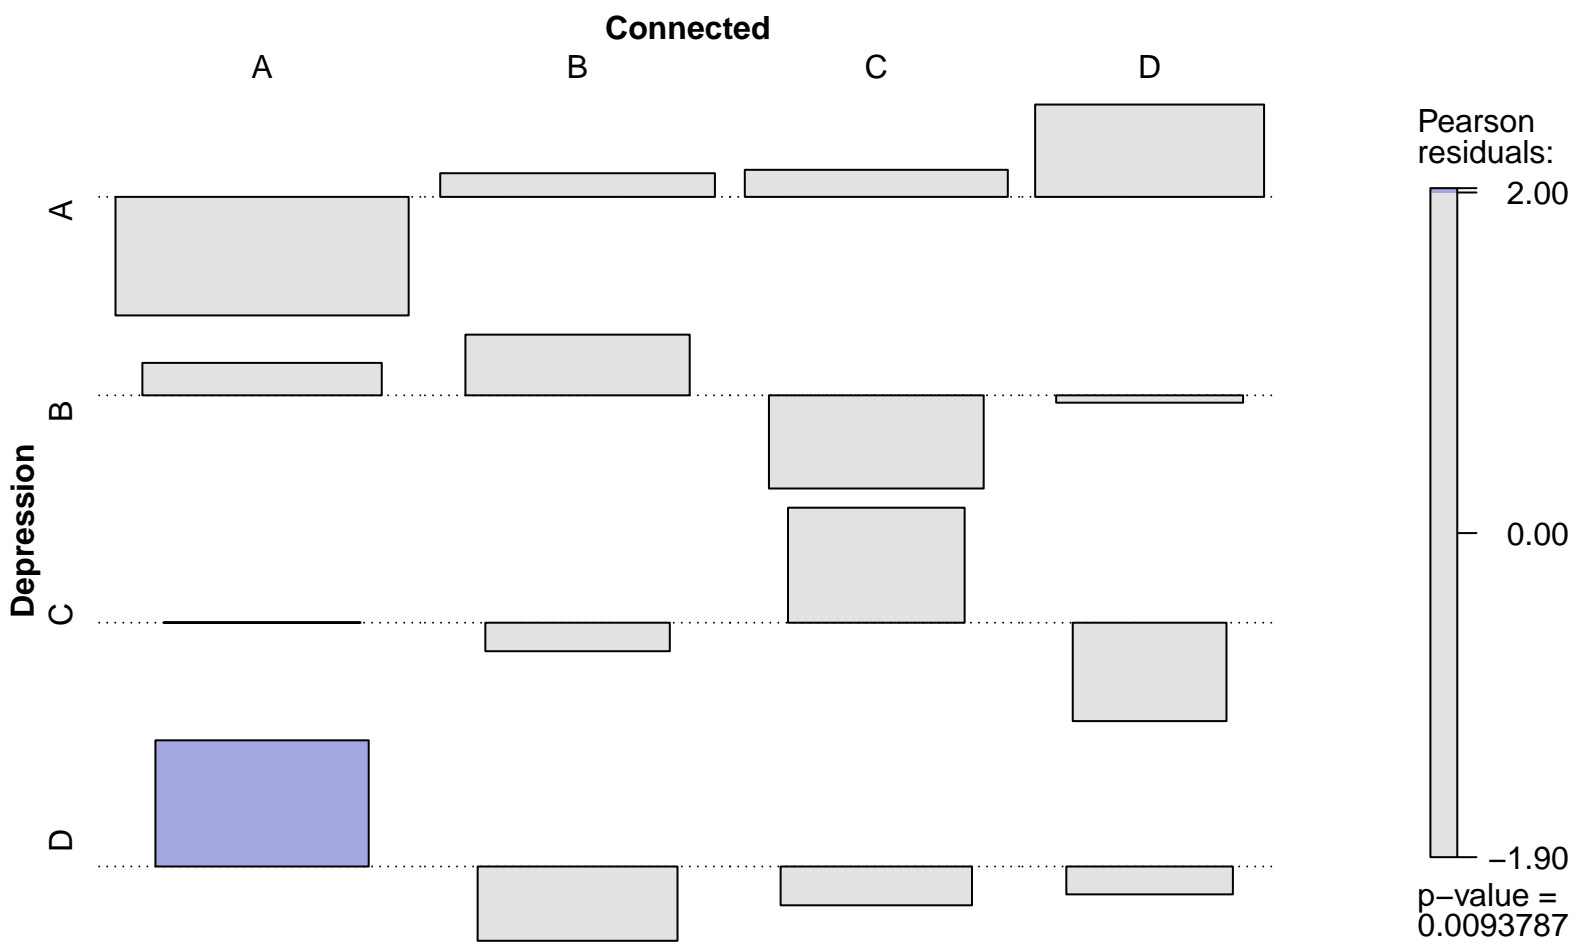 Connected
A
B
C
D
Depression
A
B
C
D
Pearson
residuals:
2.00
0.00
−1.90
p−value =
0.0093787